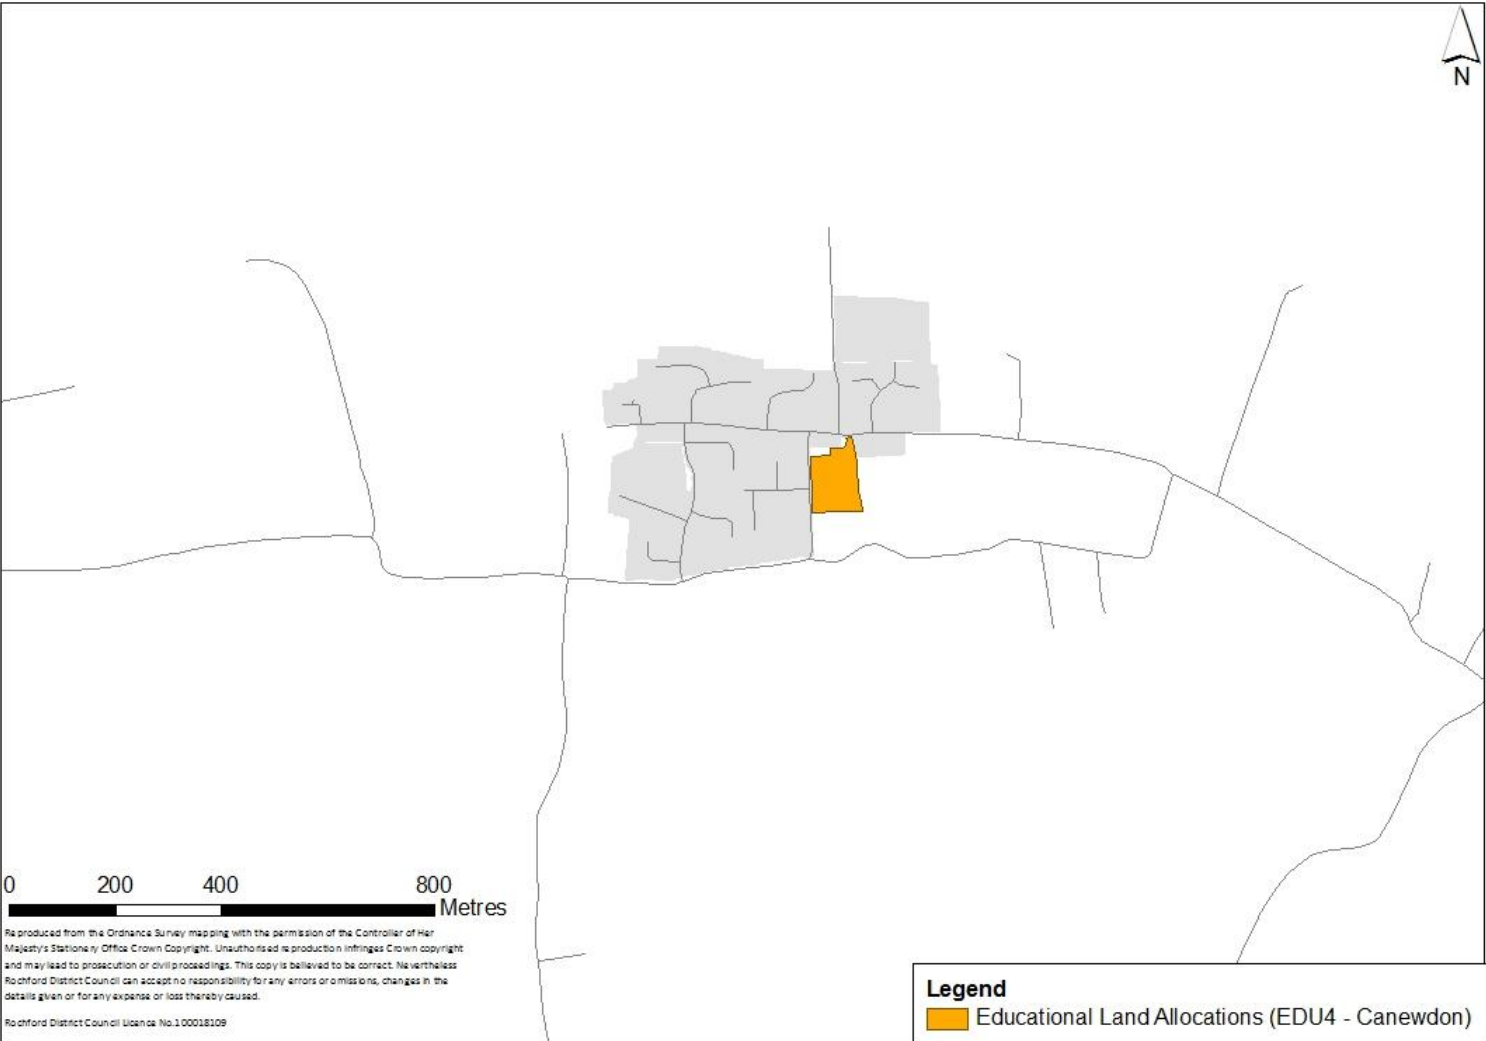 N
0 200 400 800
Metres
Reproduced from the Ordnance Survey mapping with the permission of the Controller of Her
Majesty's Stationery Office Crown Copyright. Unauthorised reproduction infringes Crown copyright
and may lead to prosecution or civil proceedings. This copy is believed to be correct. Nevertheless
Rochford District Council can accept no responsibility for any errors or omissions, changes in the
details given or for any expense or loss thereby caused.
Rochford District Council Licence No.100018109
Legend
Educational Land Allocations (EDU4 - Canewdon)